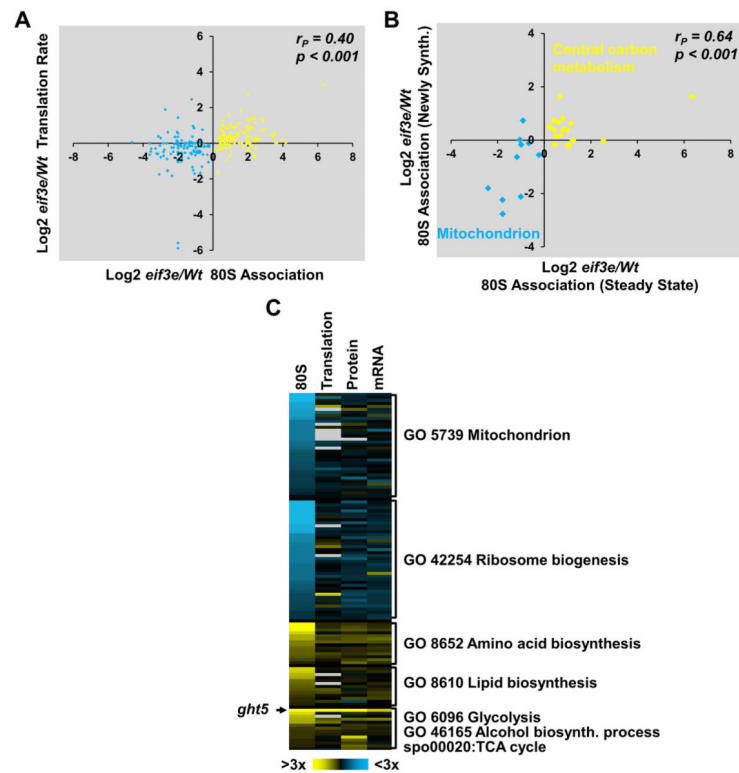 A
Log2 eif3e/Wt Translation Rate
6
4
2
0
-2
-4
-6
-8 -6 -4 -2 0 2 4 6 8
rP = 0.40
p < 0.001
Log2 eif3e/Wt 80S Association
B
Log2 eif3e/Wt
80S Association (Newly Synth.)
4
2
0
-2
-4
-4 -2 0 2 4 6 8
Central carbon
metabolism
rP = 0.64
p < 0.001
Mitochondrion
Log2 eif3e/Wt
80S Association (Steady State)
C
80S
Translation
Protein
mRNA
GO 5739 Mitochondrion
GO 42254 Ribosome biogenesis
GO 8652 Amino acid biosynthesis
GO 8610 Lipid biosynthesis
ght5
GO 6096 Glycolysis
GO 46165 Alcohol biosynth. process
spo00020:TCA cycle
>3x <3x